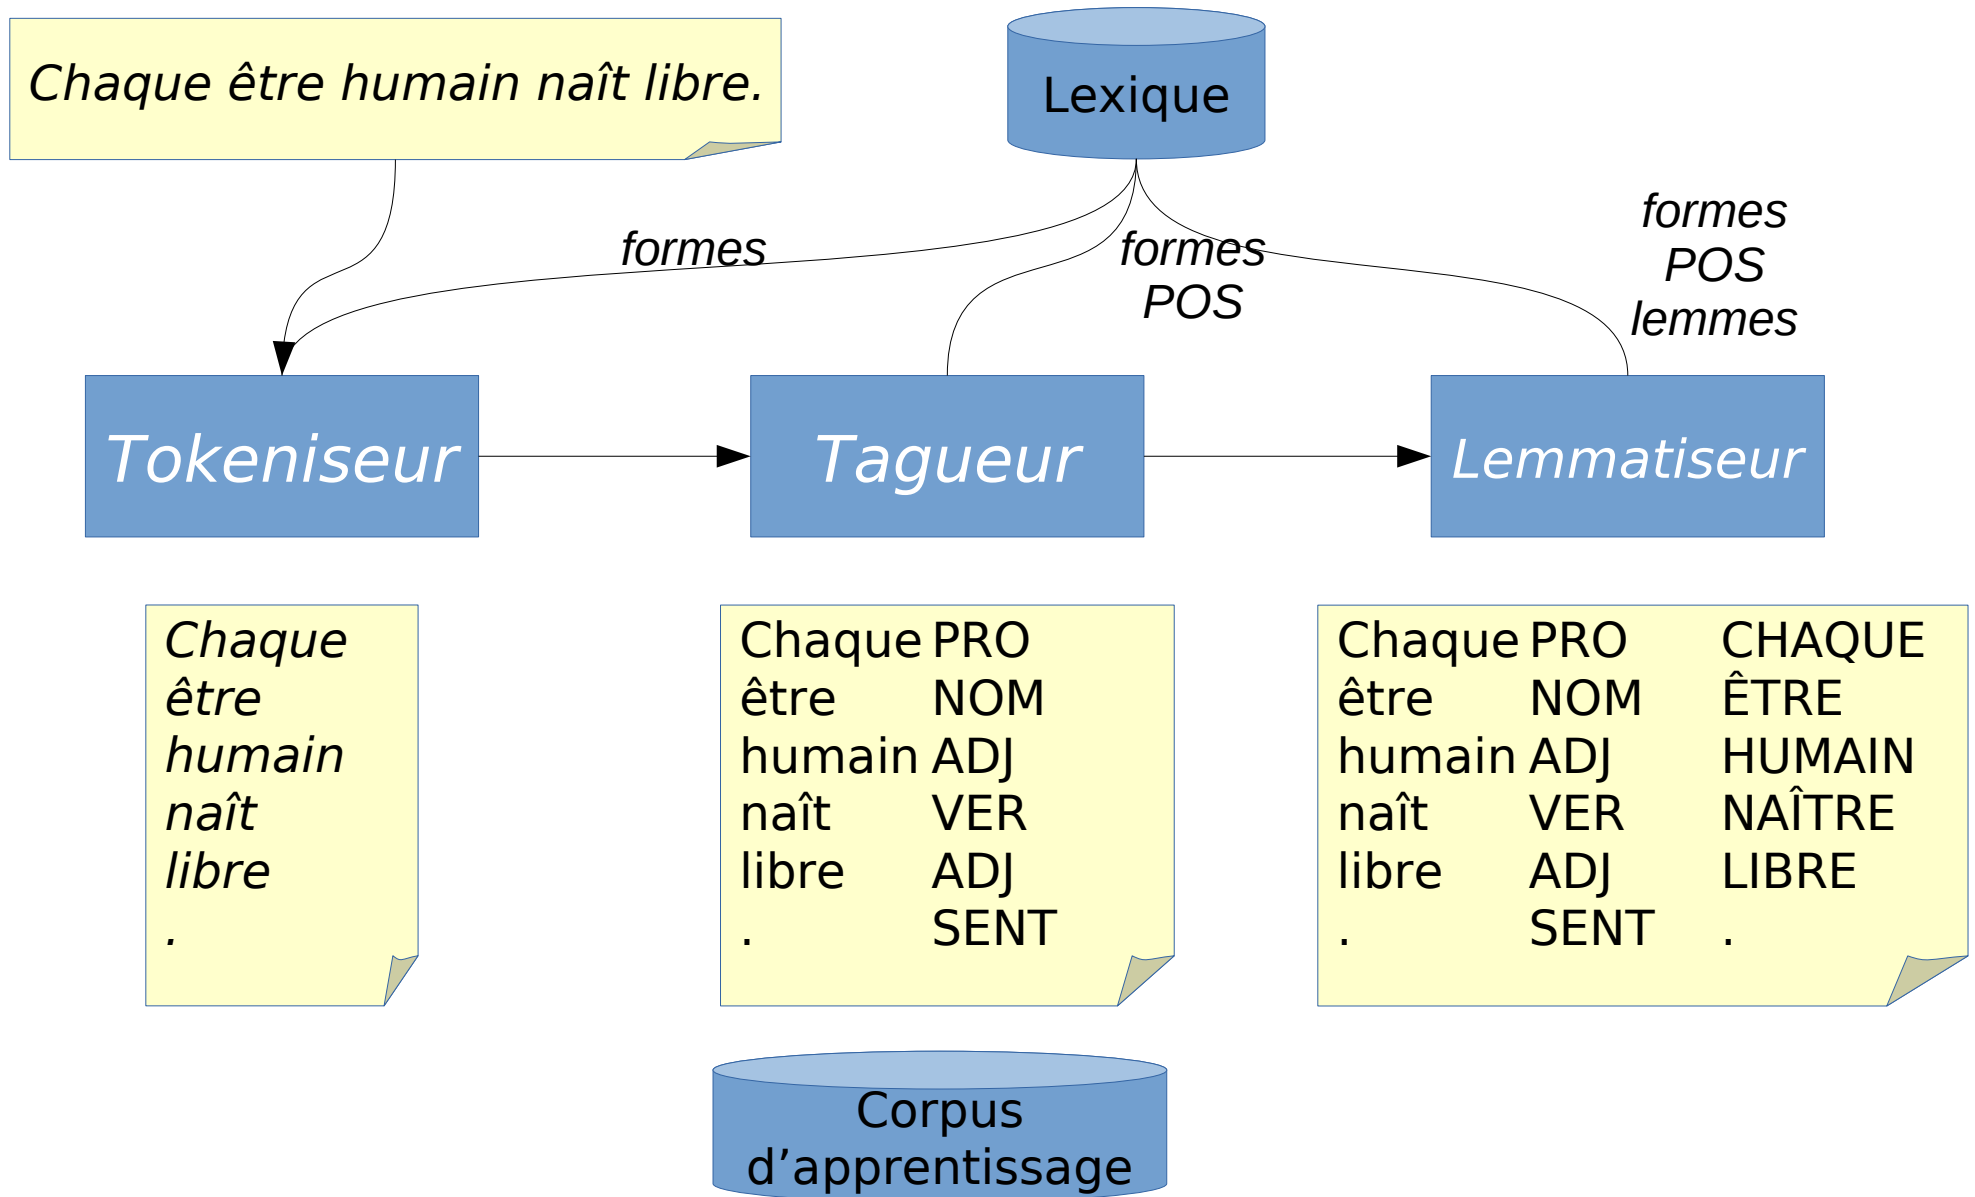 Chaque être humain naît libre.
Lexique
formes
formes
POS
formes
POS
lemmes
Tokeniseur
Tagueur
Lemmatiseur
Chaque
être
humain
naît
libre
.
Chaque PRO
être NOM
humain ADJ
naît VER
libre ADJ
. SENT
Chaque PRO CHAQUE
être NOM ÊTRE
humain ADJ HUMAIN
naît VER NAÎTRE
libre ADJ LIBRE
. SENT .
Corpus
d’apprentissage